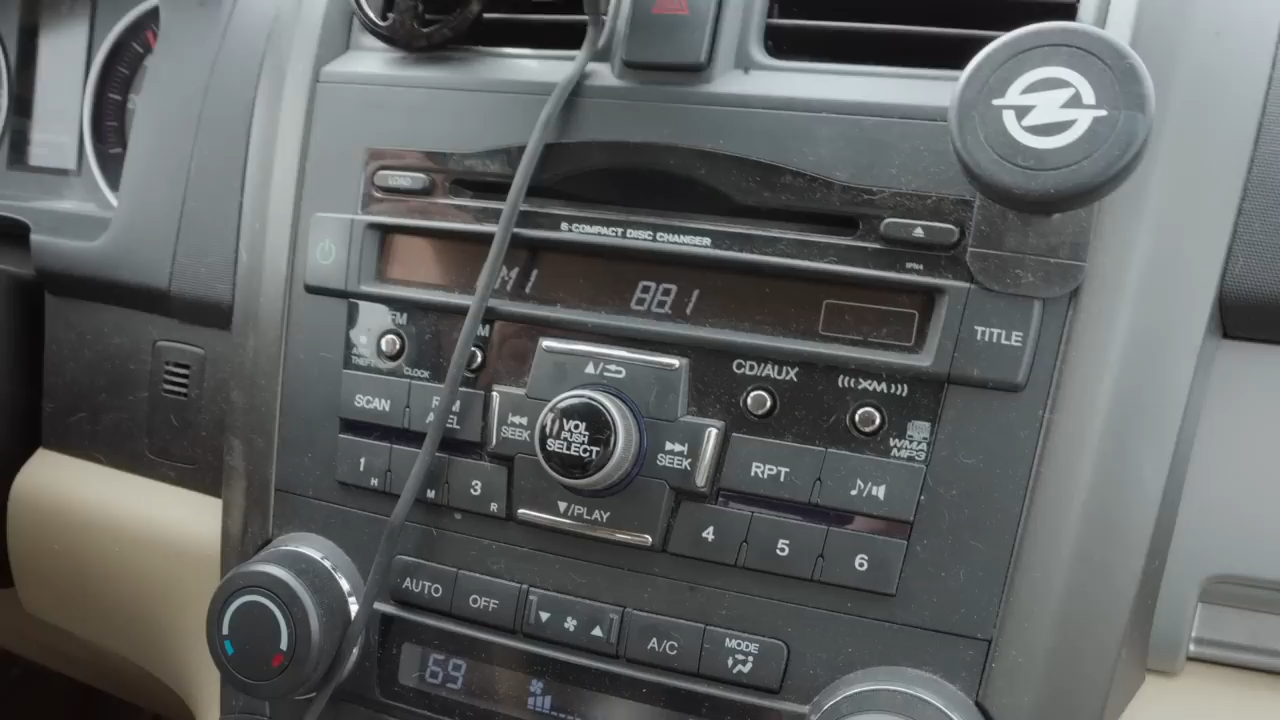 LOAD
6-COMPACT DISC CHANGER
M1 88.1
TITLE
FM
THEFT
CLOCK
CD/AUX
(((XM)))
SCAN
SEEK
VOL
PUSH
SELECT
SEEK
RPT
WMA
MP3
1
H
M
3
R
/PLAY
4
5
6
AUTO
OFF
A/C
MODE
69